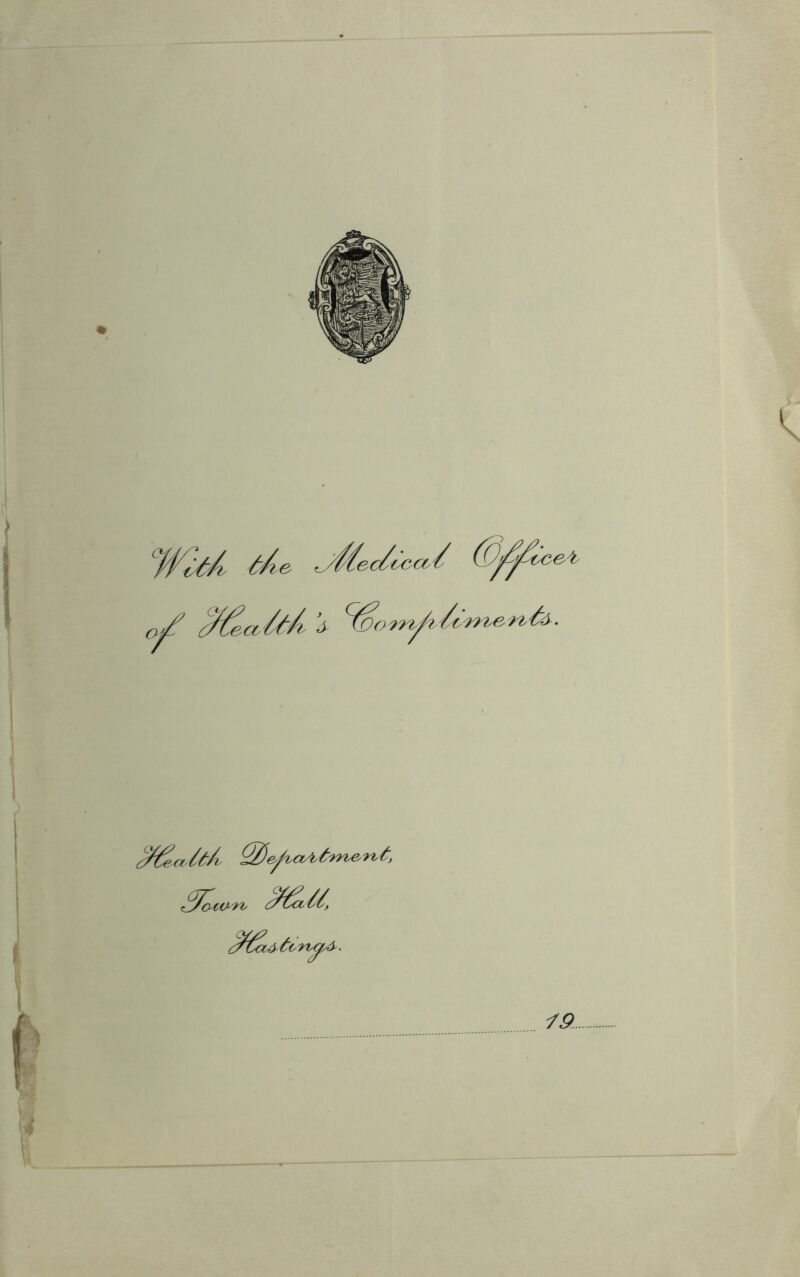 With the Medical Officer
of Health's Compliments.
Health Department,
Town Hall,
Hastings.
19